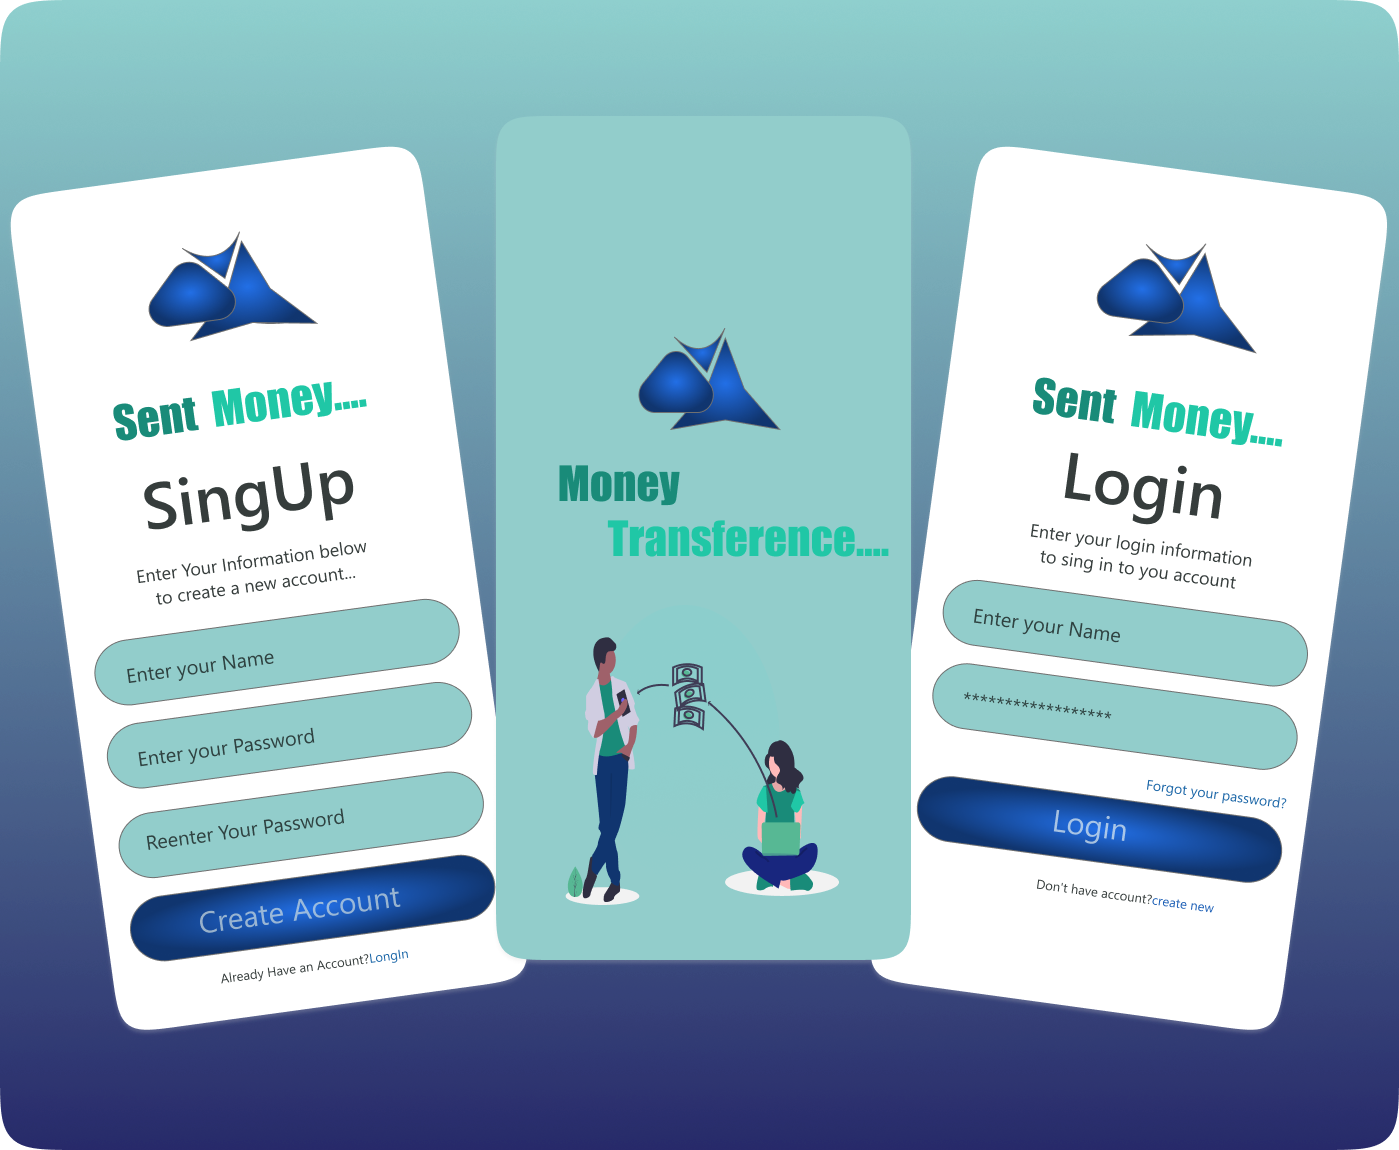 Sent Money....
SingUp
Enter Your Information below
to create a new account...
Enter your Name
Enter your Password
Reenter Your Password
Create Account
Already Have an Account?LongIn
Money
Transference....
Sent Money....
Login
Enter your login information
to sing in to you account
Enter your Name
*****************
Forgot your password?
Login
Don't have account?create new